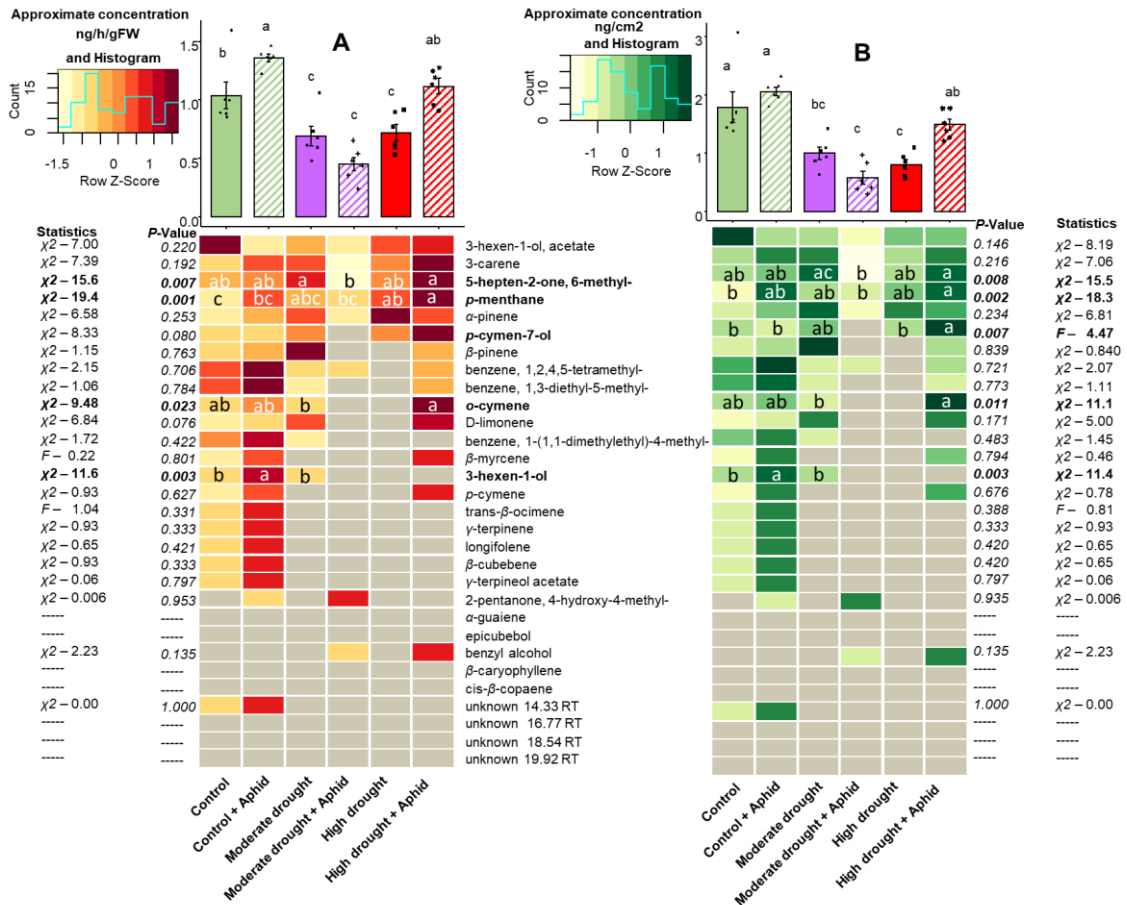 Approximate concentration
ng/h/gFW
and Histogram
Count
0 15
-1.5 0 1
Row Z-Score
A
1.5
1.0
0.5
0.0
b
a
c
c
c
ab
Approximate concentration
ng/cm2
and Histogram
Count
0 15
-1 0 1
Row Z-Score
B
3
2
1
0
a
a
bc
c
c
ab
Statistics P-Value
χ2 – 7.00 0.220 3-hexen-1-ol, acetate 0.146 χ2 – 8.19
χ2 – 7.39 0.192 3-carene 0.216 χ2 – 7.06
χ2 – 15.6 0.007 ab ab a b ab a 5-hepten-2-one, 6-methyl- ab ab ac b ab a 0.008 χ2 – 15.5
χ2 – 19.4 0.001 c bc abc bc ab a p-menthane b ab ab b ab a 0.002 χ2 – 18.3
χ2 – 6.58 0.253 α-pinene 0.234 χ2 – 6.81
χ2 – 8.33 0.080 p-cymen-7-ol b b ab b a 0.007 F – 4.47
χ2 – 1.15 0.763 β-pinene 0.839 χ2 – 0.840
χ2 – 2.15 0.706 benzene, 1,2,4,5-tetramethyl- 0.721 χ2 – 2.07
χ2 – 1.06 0.784 benzene, 1,3-diethyl-5-methyl- 0.773 χ2 – 1.11
χ2 – 9.48 0.023 ab ab b a o-cymene ab ab b a 0.011 χ2 – 11.1
χ2 – 6.84 0.076 D-limonene 0.171 χ2 – 5.00
χ2 – 1.72 0.422 benzene, 1-(1,1-dimethylethyl)-4-methyl- 0.483 χ2 – 1.45
F – 0.22 0.801 β-myrcene 0.794 χ2 – 0.46
χ2 – 11.6 0.003 b a b 3-hexen-1-ol b a b 0.003 χ2 – 11.4
χ2 – 0.93 0.627 p-cymene 0.676 χ2 – 0.78
F – 1.04 0.331 trans-β-ocimene 0.388 F – 0.81
χ2 – 0.93 0.333 γ-terpinene 0.333 χ2 – 0.93
χ2 – 0.65 0.421 longifolene 0.420 χ2 – 0.65
χ2 – 0.93 0.333 β-cubebene 0.420 χ2 – 0.65
χ2 – 0.06 0.797 γ-terpineol acetate 0.797 χ2 – 0.06
χ2 – 0.006 0.953 2-pentanone, 4-hydroxy-4-methyl- 0.935 χ2 – 0.006
----- ----- α-guaiene ----- -----
----- ----- epicubebol ----- -----
χ2 – 2.23 0.135 benzyl alcohol 0.135 χ2 – 2.23
----- ----- β-caryophyllene ----- -----
----- ----- cis-β-copaene ----- -----
χ2 – 0.00 1.000 unknown 14.33 RT 1.000 χ2 – 0.00
----- ----- unknown 16.77 RT ----- -----
----- ----- unknown 18.54 RT ----- -----
----- ----- unknown 19.92 RT ----- -----
P-Value Statistics
Control
Control + Aphid
Moderate drought
Moderate drought + Aphid
High drought
High drought + Aphid
Control
Control + Aphid
Moderate drought
Moderate drought + Aphid
High drought
High drought + Aphid